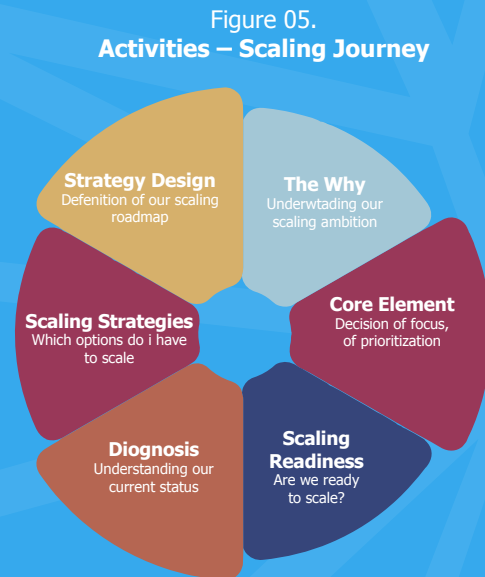 Figure 05.
Activities – Scaling Journey
Strategy Design
Defenition of our scaling
roadmap
The Why
Underwtading our
scaling ambition
Core Element
Decision of focus,
of prioritization
Scaling Strategies
Which options do i have
to scale
Diognosis
Understanding our
current status
Scaling
Readiness
Are we ready
to scale?